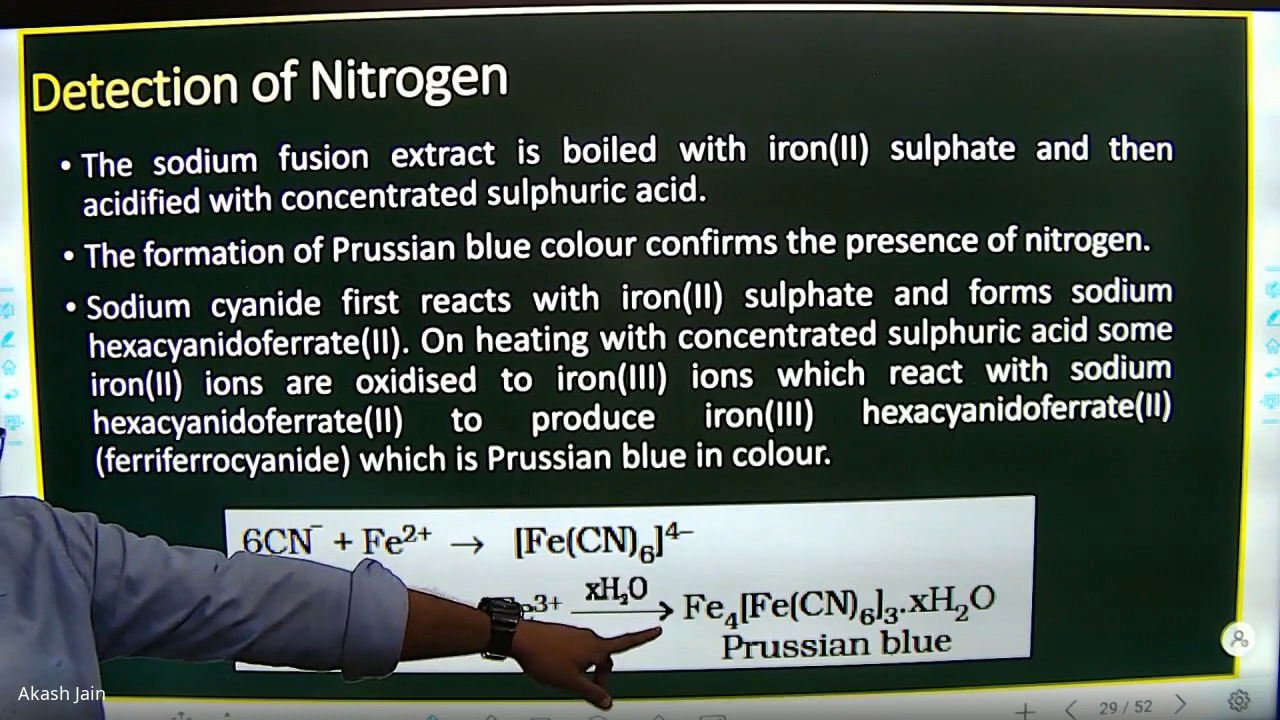 Detection of Nitrogen
• The sodium fusion extract is boiled with iron(II) sulphate and then
acidified with concentrated sulphuric acid.
• The formation of Prussian blue colour confirms the presence of nitrogen.
• Sodium cyanide first reacts with iron(II) sulphate and forms sodium
hexacyanidoferrate(II). On heating with concentrated sulphuric acid some
iron(II) ions are oxidised to iron(III) ions which react with sodium
hexacyanidoferrate(II) to produce iron(III) hexacyanidoferrate(II)
(ferriferrocyanide) which is Prussian blue in colour.
6CN⁻ + Fe²⁺ → [Fe(CN)₆]⁴⁻
xH₂O
3+ → Fe₄[Fe(CN)₆]₃.xH₂O
Prussian blue
Akash Jain
29 / 52